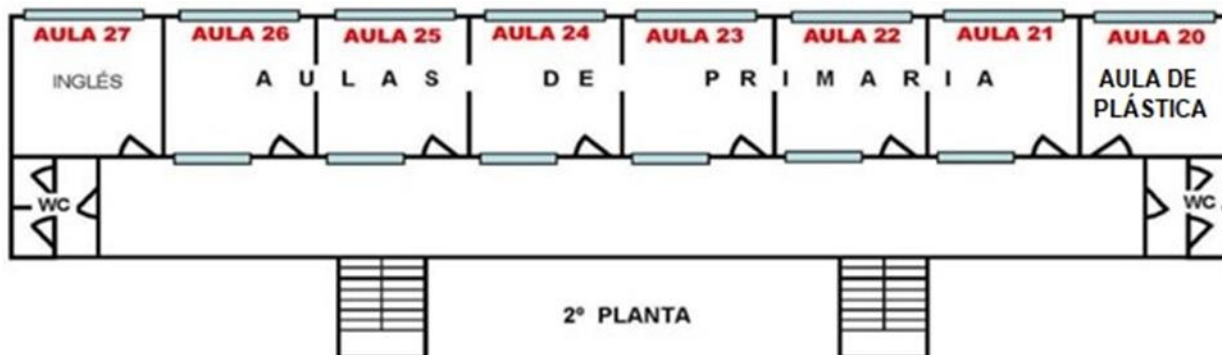 AULA 27 AULA 26 AULA 25 AULA 24 AULA 23 AULA 22 AULA 21 AULA 20
INGLÉS A U L A S D E P R I M A R I A AULA DE
PLÁSTICA
WC WC
2º PLANTA